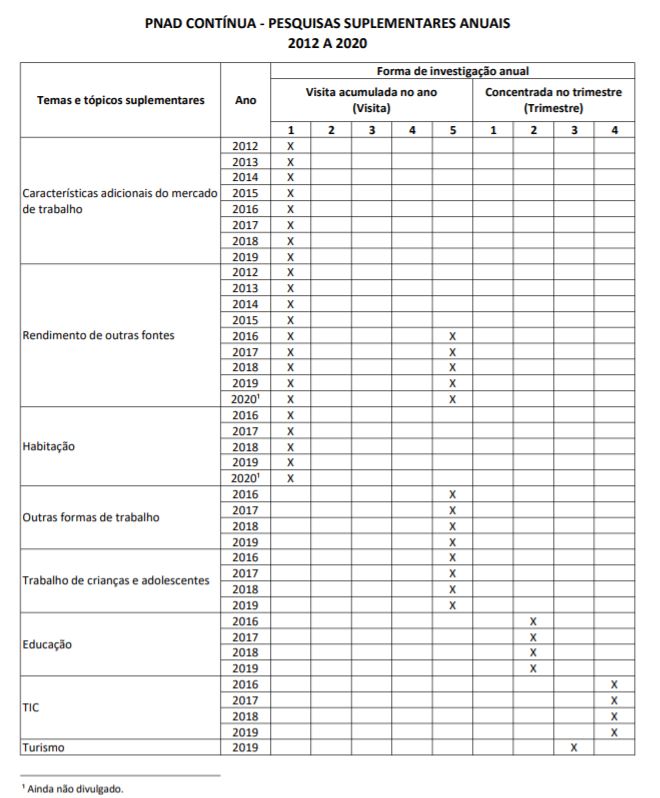 PNAD CONTÍNUA - PESQUISAS SUPLEMENTARES ANUAIS
2012 A 2020
Temas e tópicos suplementares Ano Forma de investigação anual
Visita acumulada no ano (Visita) Concentrada no trimestre (Trimestre)
1 2 3 4 5 1 2 3 4
Características adicionais do mercado de trabalho
2012 X
2013 X
2014 X
2015 X
2016 X
2017 X
2018 X
2019 X
Rendimento de outras fontes
2012 X
2013 X
2014 X
2015 X
2016 X X
2017 X X
2018 X X
2019 X X
2020¹ X X
Habitação
2016 X
2017 X
2018 X
2019 X
2020¹ X
Outras formas de trabalho
2016 X
2017 X
2018 X
2019 X
Trabalho de crianças e adolescentes
2016 X
2017 X
2018 X
2019 X
Educação
2016 X
2017 X
2018 X
2019 X
TIC
2016 X
2017 X
2018 X
2019 X
Turismo 2019 X
¹ Ainda não divulgado.